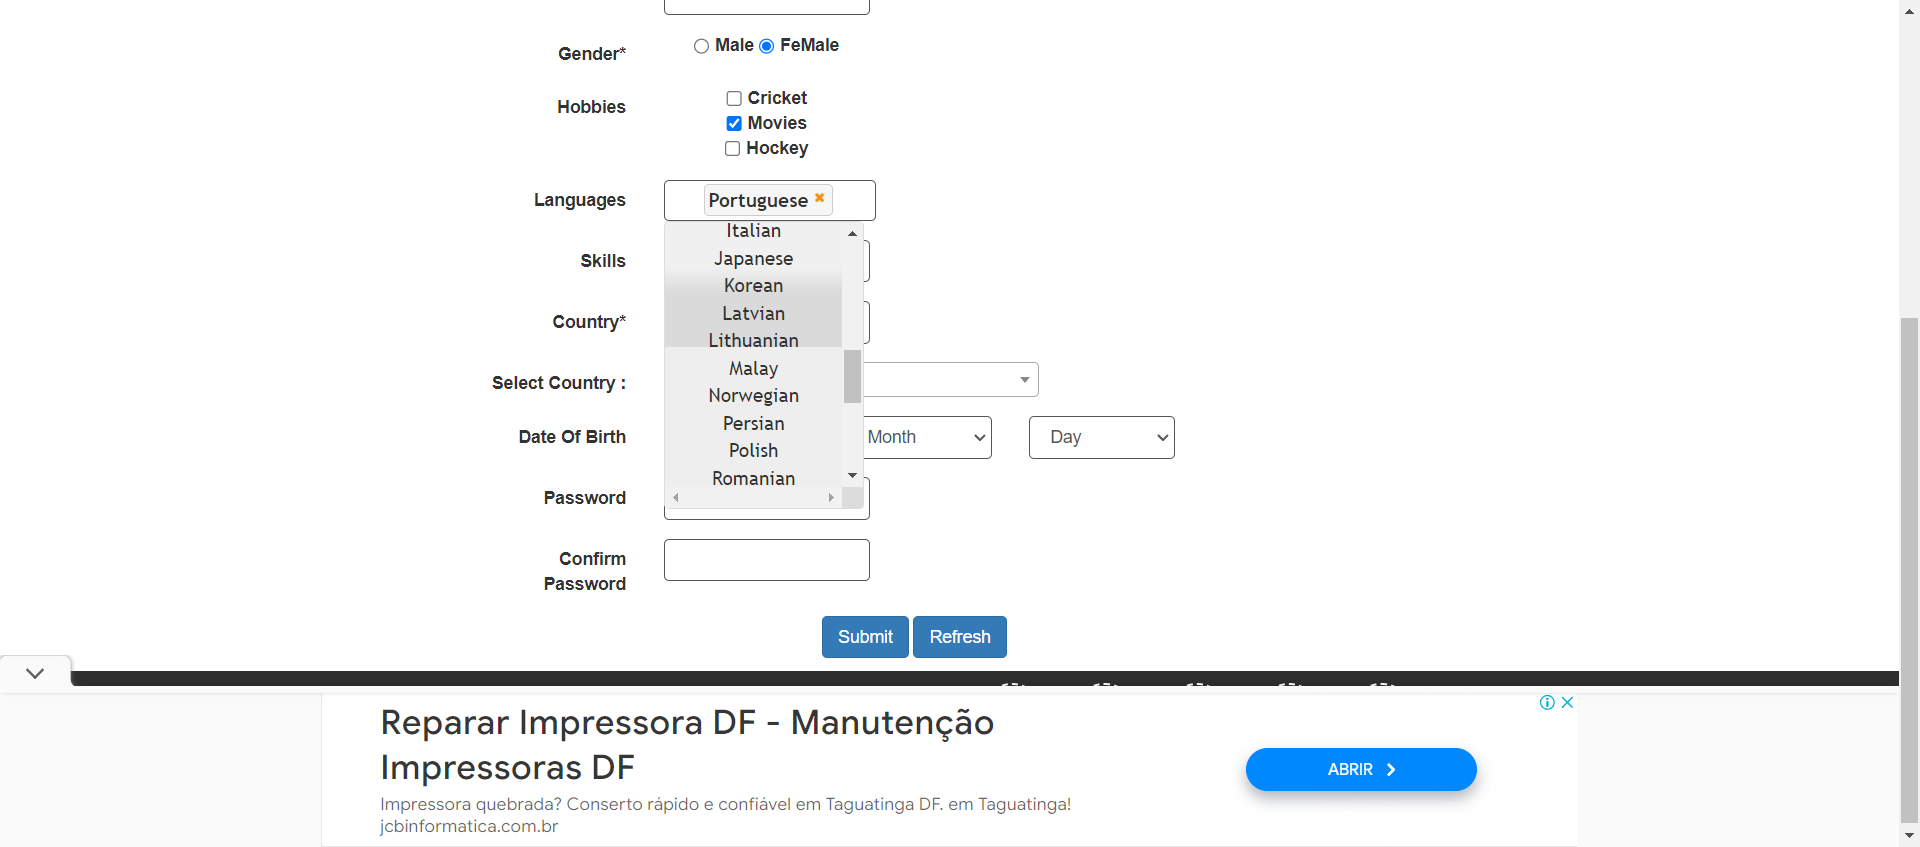 Gender*
Male FeMale
Hobbies
Cricket
Movies
Hockey
Languages
Portuguese
Italian
Japanese
Korean
Latvian
Lithuanian
Malay
Norwegian
Persian
Polish
Romanian
Skills
Country*
Select Country :
Date Of Birth
Month
Day
Password
Confirm
Password
Submit Refresh
Reparar Impressora DF - Manutenção
Impressoras DF
Impressora quebrada? Conserto rápido e confiável em Taguatinga DF. em Taguatinga!
jcbinformatica.com.br
ABRIR